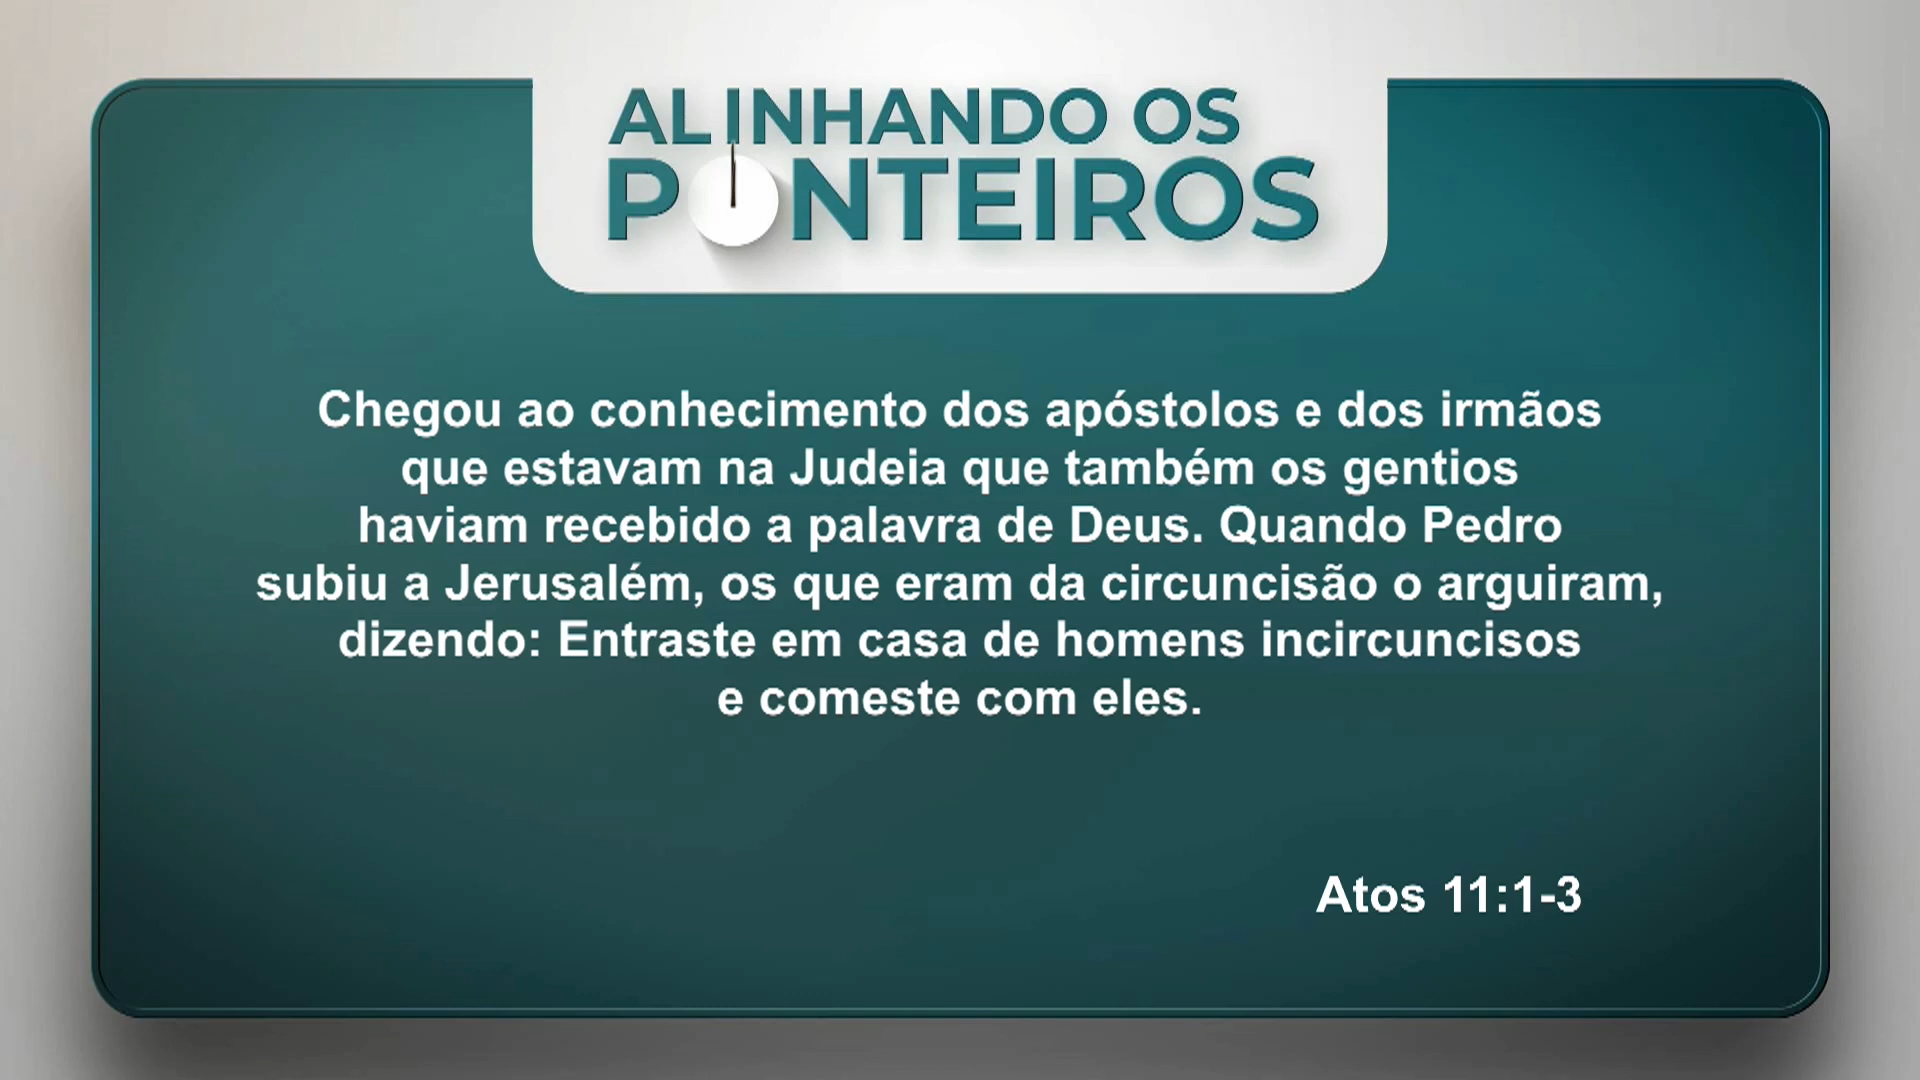 ALINHANDO OS
PONTEIROS
Chegou ao conhecimento dos apóstolos e dos irmãos
que estavam na Judeia que também os gentios
haviam recebido a palavra de Deus. Quando Pedro
subiu a Jerusalém, os que eram da circuncisão o arguiram,
dizendo: Entraste em casa de homens incircuncisos
e comeste com eles.
Atos 11:1-3